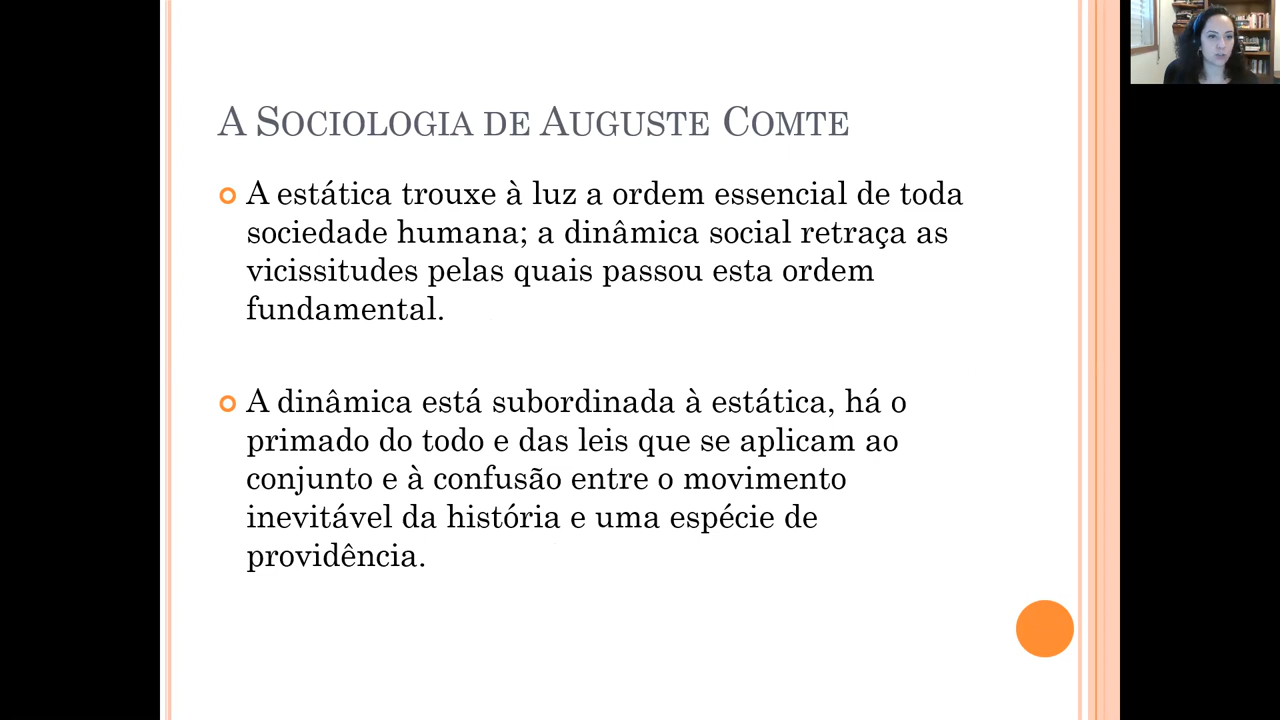 A Sociologia de Auguste Comte
A estática trouxe à luz a ordem essencial de toda
sociedade humana; a dinâmica social retraça as
vicissitudes pelas quais passou esta ordem
fundamental.
A dinâmica está subordinada à estática, há o
primado do todo e das leis que se aplicam ao
conjunto e à confusão entre o movimento
inevitável da história e uma espécie de
providência.